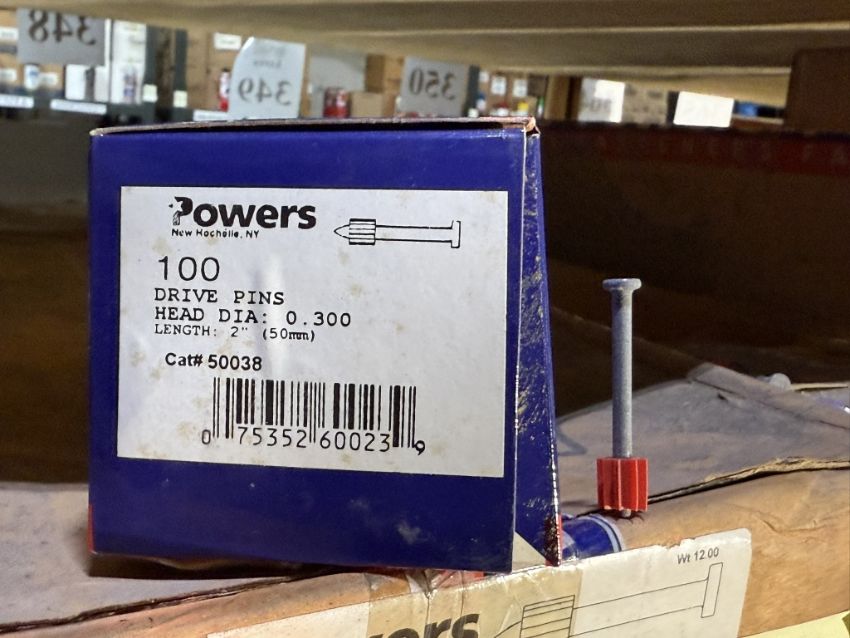 348
349
350
Powers
New Rochelle, NY
100
DRIVE PINS
HEAD DIA: 0.300
LENGTH: 2" (50mm)
Cat# 50038
0 75352 60023 9
Wt 12.00